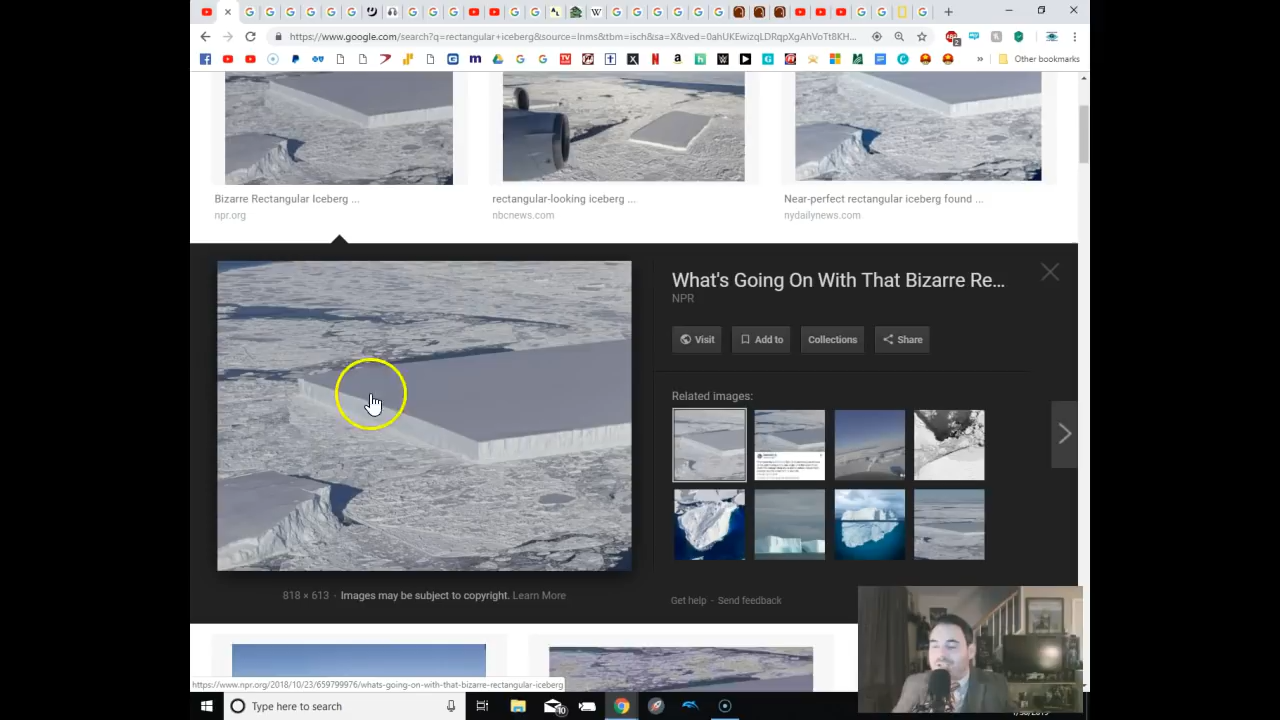 https://www.google.com/search?q=rectangular+iceberg&source=lnms&tbm=isch&sa=X&ved=0ahUKEwizqLDRqpXgAhVoTt8KH...
Other bookmarks
Bizarre Rectangular Iceberg ...
npr.org
rectangular-looking iceberg ...
nbcnews.com
Near-perfect rectangular iceberg found ...
nydailynews.com
What's Going On With That Bizarre Re...
NPR
Visit
Add to
Collections
Share
Related images:
818 × 613 · Images may be subject to copyright. Learn More
Get help - Send feedback
https://www.npr.org/2018/10/23/659799976/whats-going-on-with-that-bizarre-rectangular-iceberg
Type here to search